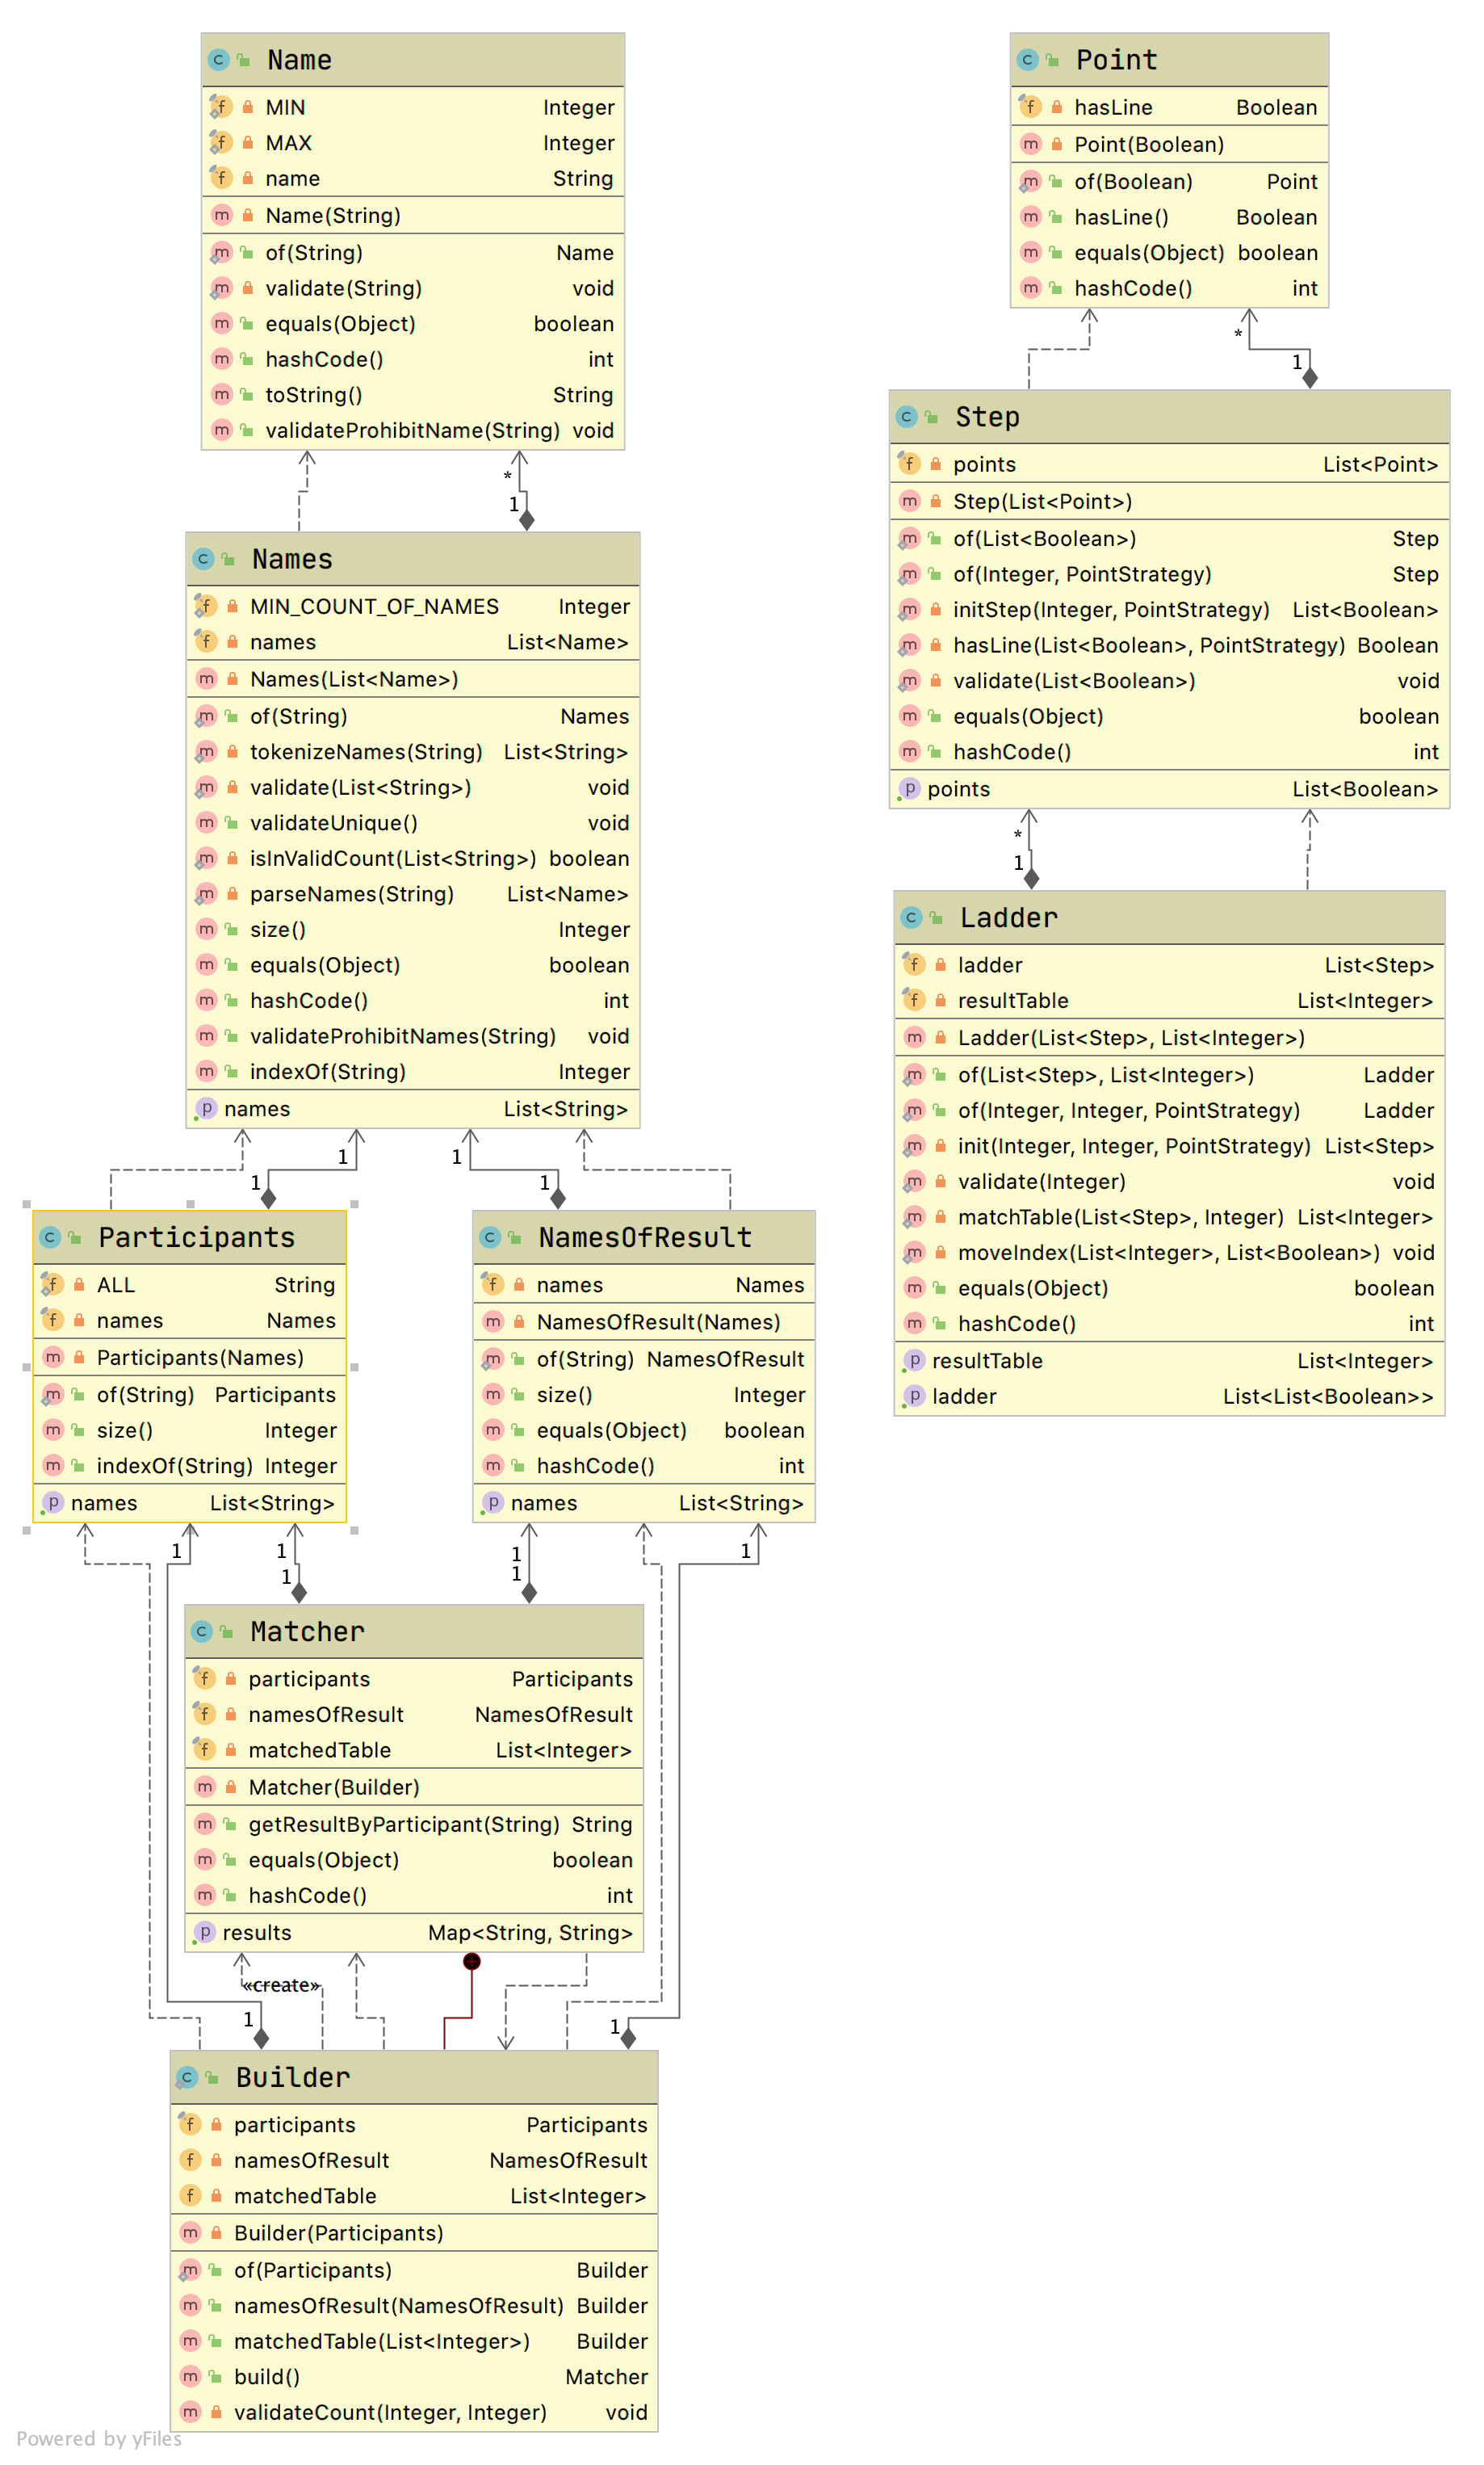 Name
MIN Integer
MAX Integer
name String
Name(String)
of(String) Name
validate(String) void
equals(Object) boolean
hashCode() int
toString() String
validateProhibitName(String) void
*
1
Names
MIN_COUNT_OF_NAMES Integer
names List<Name>
Names(List<Name>)
of(String) Names
tokenizeNames(String) List<String>
validate(List<String>) void
validateUnique() void
isInValidCount(List<String>) boolean
parseNames(String) List<Name>
size() Integer
equals(Object) boolean
hashCode() int
validateProhibitNames(String) void
indexOf(String) Integer
names List<String>
1 1
1 1
Participants
ALL String
names Names
Participants(Names)
of(String) Participants
size() Integer
indexOf(String) Integer
names List<String>
NamesOfResult
names Names
NamesOfResult(Names)
of(String) NamesOfResult
size() Integer
equals(Object) boolean
hashCode() int
names List<String>
1 1 1 1
1 1
Matcher
participants Participants
namesOfResult NamesOfResult
matchedTable List<Integer>
Matcher(Builder)
getResultByParticipant(String) String
equals(Object) boolean
hashCode() int
results Map<String, String>
«create»
1 1
Builder
participants Participants
namesOfResult NamesOfResult
matchedTable List<Integer>
Builder(Participants)
of(Participants) Builder
namesOfResult(NamesOfResult) Builder
matchedTable(List<Integer>) Builder
build() Matcher
validateCount(Integer, Integer) void
Point
hasLine Boolean
Point(Boolean)
of(Boolean) Point
hasLine() Boolean
equals(Object) boolean
hashCode() int
*
1
Step
points List<Point>
Step(List<Point>)
of(List<Boolean>) Step
of(Integer, PointStrategy) Step
initStep(Integer, PointStrategy) List<Boolean>
hasLine(List<Boolean>, PointStrategy) Boolean
validate(List<Boolean>) void
equals(Object) boolean
hashCode() int
points List<Boolean>
*
1
Ladder
ladder List<Step>
resultTable List<Integer>
Ladder(List<Step>, List<Integer>)
of(List<Step>, List<Integer>) Ladder
of(Integer, Integer, PointStrategy) Ladder
init(Integer, Integer, PointStrategy) List<Step>
validate(Integer) void
matchTable(List<Step>, Integer) List<Integer>
moveIndex(List<Integer>, List<Boolean>) void
equals(Object) boolean
hashCode() int
resultTable List<Integer>
ladder List<List<Boolean>>
Powered by yFiles